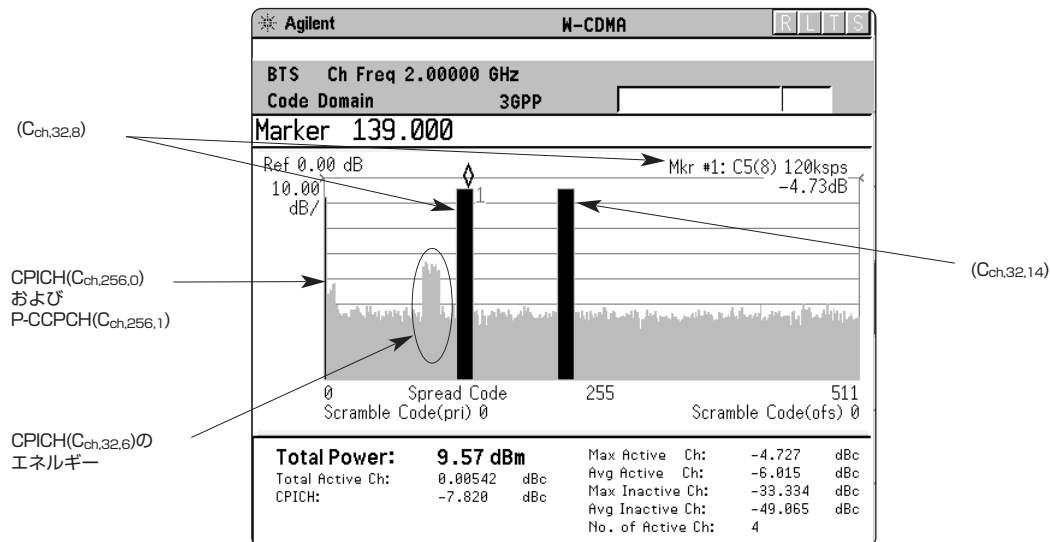 Agilent W-CDMA R L T S
BTS Ch Freq 2.00000 GHz
Code Domain 3GPP
Marker 139.000
(Cch,32,8)
Ref 0.00 dB
Mkr #1: C5(8) 120ksps
-4.73dB
10.00
dB/
1
(Cch,32,14)
CPICH(Cch,256,0)
および
P-CCPCH(Cch,256,1)
0 Spread Code 255 511
Scramble Code(pri) 0 Scramble Code(ofs) 0
CPICH(Cch,32,6)の
エネルギー
Total Power: 9.57 dBm
Total Active Ch: 0.00542 dBc
CPICH: -7.820 dBc
Max Active Ch: -4.727 dBc
Avg Active Ch: -6.015 dBc
Max Inactive Ch: -33.334 dBc
Avg Inactive Ch: -49.065 dBc
No. of Active Ch: 4